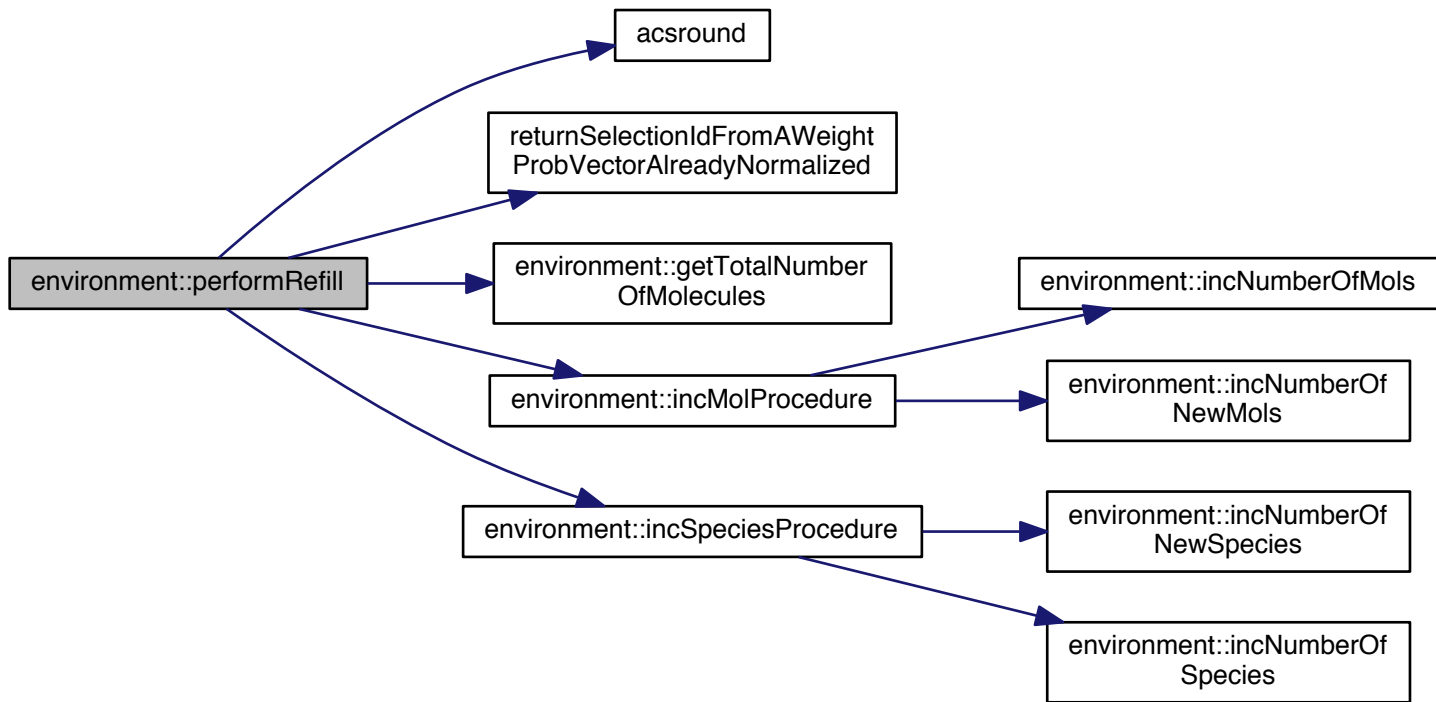 acsround
returnSelectionIdFromAWeight
ProbVectorAlreadyNormalized
environment::performRefill
environment::getTotalNumber
OfMolecules
environment::incNumberOfMols
environment::incMolProcedure
environment::incNumberOf
NewMols
environment::incSpeciesProcedure
environment::incNumberOf
NewSpecies
environment::incNumberOf
Species